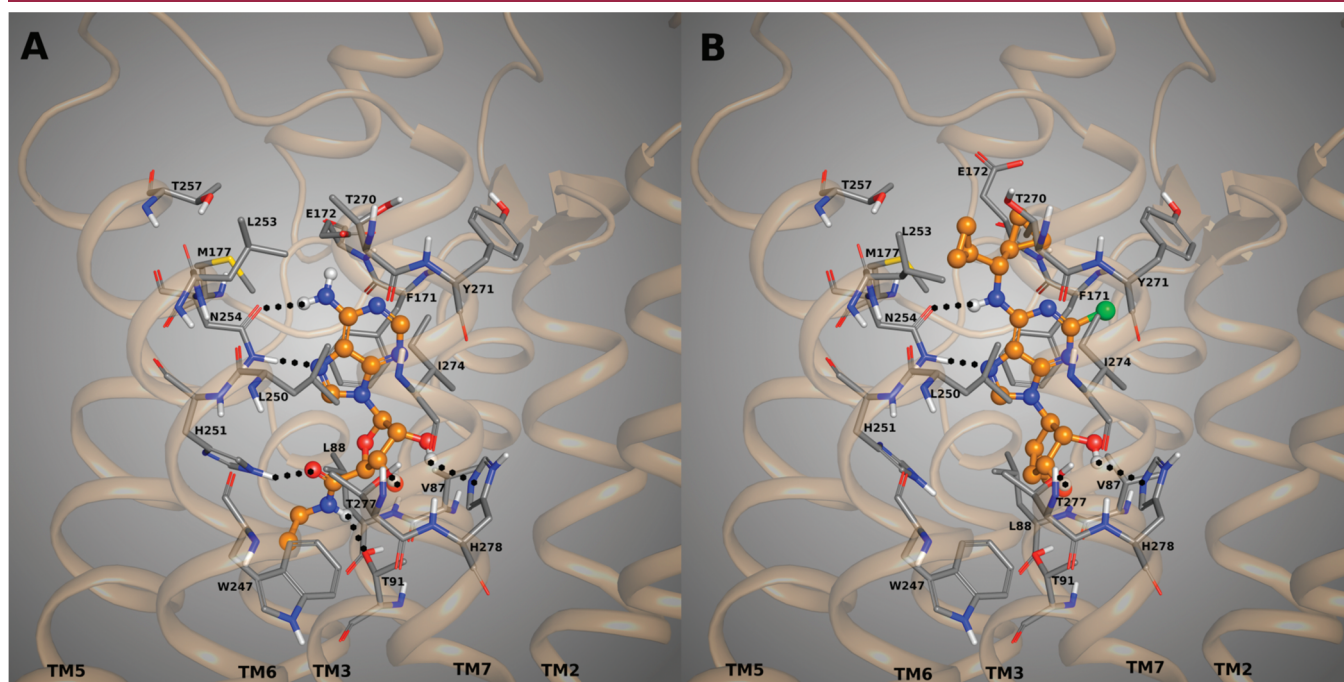 A
T257
E172
T270
L253
M177
N254
F171
Y271
I274
L250
H251
L88
T277
V87
H278
W247
T91
TM5
TM6
TM3
TM7
TM2
B
E172
T257
T270
L253
M177
N254
F171
Y271
I274
L250
H251
V87
T277
L88
H278
W247
T91
TM5
TM6
TM3
TM7
TM2